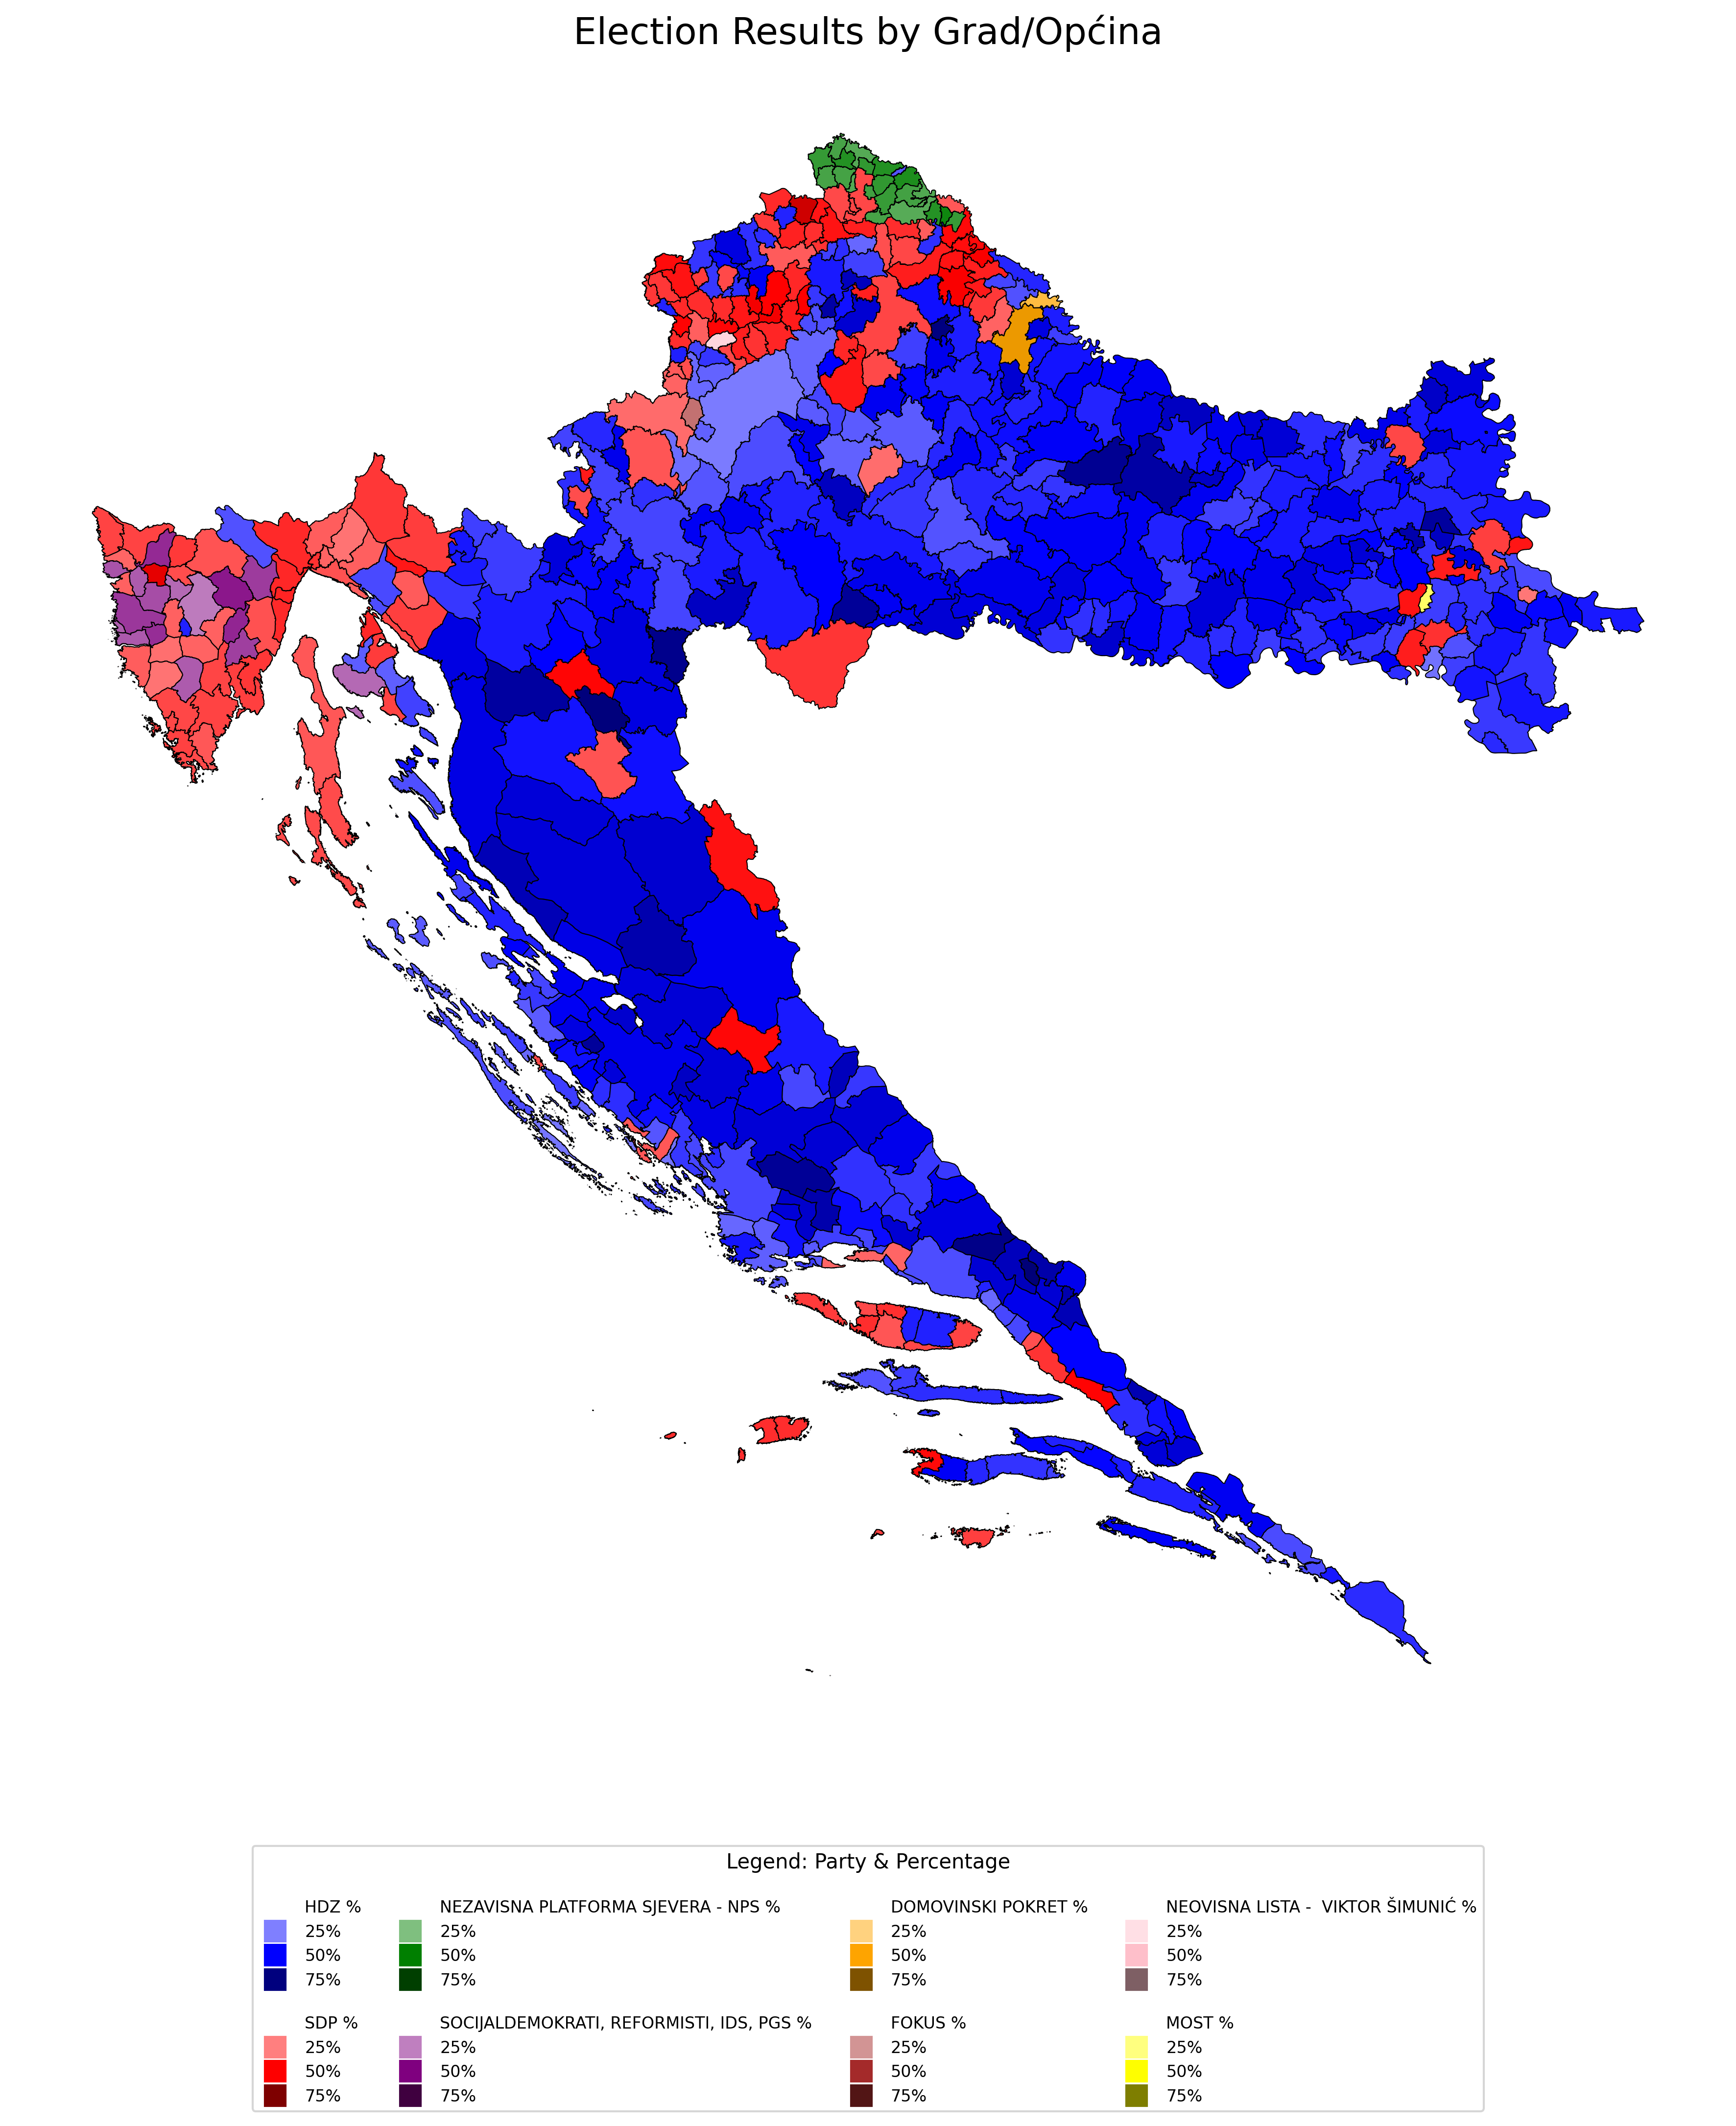 Election Results by Grad/Općina
Legend: Party & Percentage
HDZ %
25%
50%
75%
SDP %
25%
50%
75%
NEZAVISNA PLATFORMA SJEVERA - NPS %
25%
50%
75%
SOCIJALDEMOKRATI, REFORMISTI, IDS, PGS %
25%
50%
75%
DOMOVINSKI POKRET %
25%
50%
75%
FOKUS %
25%
50%
75%
NEOVISNA LISTA -  VIKTOR ŠIMUNIĆ %
25%
50%
75%
MOST %
25%
50%
75%